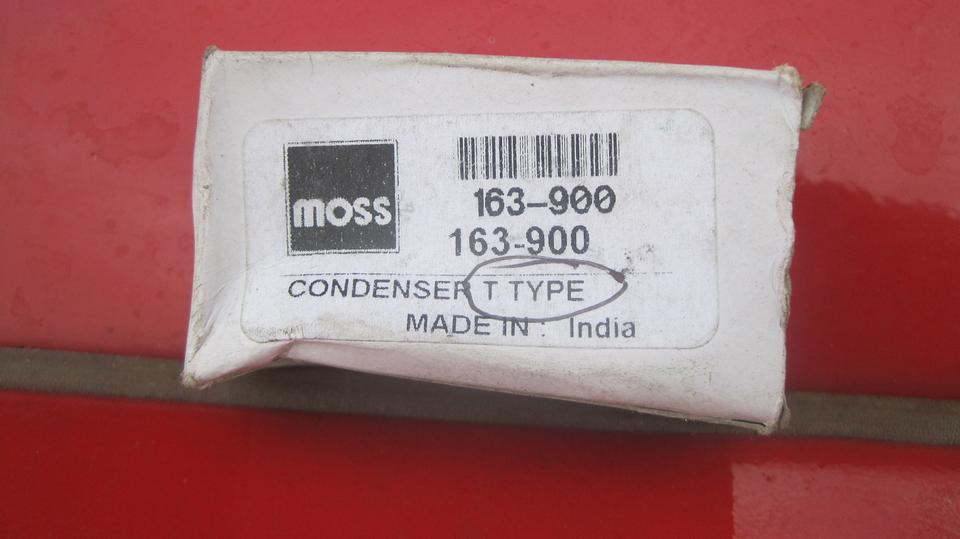 moss
163-900
163-900
CONDENSER T TYPE
MADE IN : India